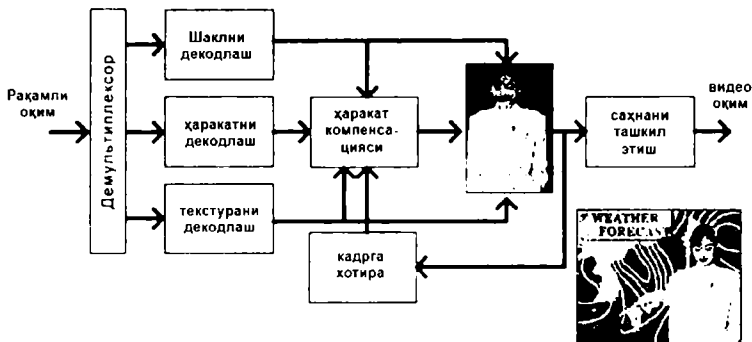 Рақамли
оқим
Демультиплексор
Шаклни
декодлаш
ҳаракатни
декодлаш
текстурани
декодлаш
ҳаракат
компенса-
цияси
кадрга
хотира
саҳнани
ташкил
этиш
видео
оқим
WEATHER
FORECAST